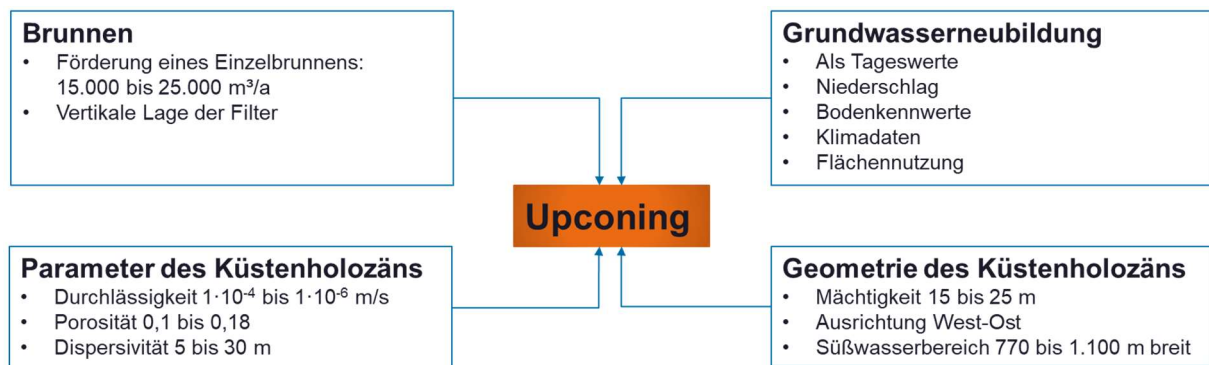 Brunnen
• Förderung eines Einzelbrunnens:
15.000 bis 25.000 m³/a
• Vertikale Lage der Filter
Grundwasserneubildung
• Als Tageswerte
• Niederschlag
• Bodenkennwerte
• Klimadaten
• Flächennutzung
Upconing
Parameter des Küstenholozäns
• Durchlässigkeit 1·10⁻⁴ bis 1·10⁻⁶ m/s
• Porosität 0,1 bis 0,18
• Dispersivität 5 bis 30 m
Geometrie des Küstenholozäns
• Mächtigkeit 15 bis 25 m
• Ausrichtung West-Ost
• Süßwasserbereich 770 bis 1.100 m breit